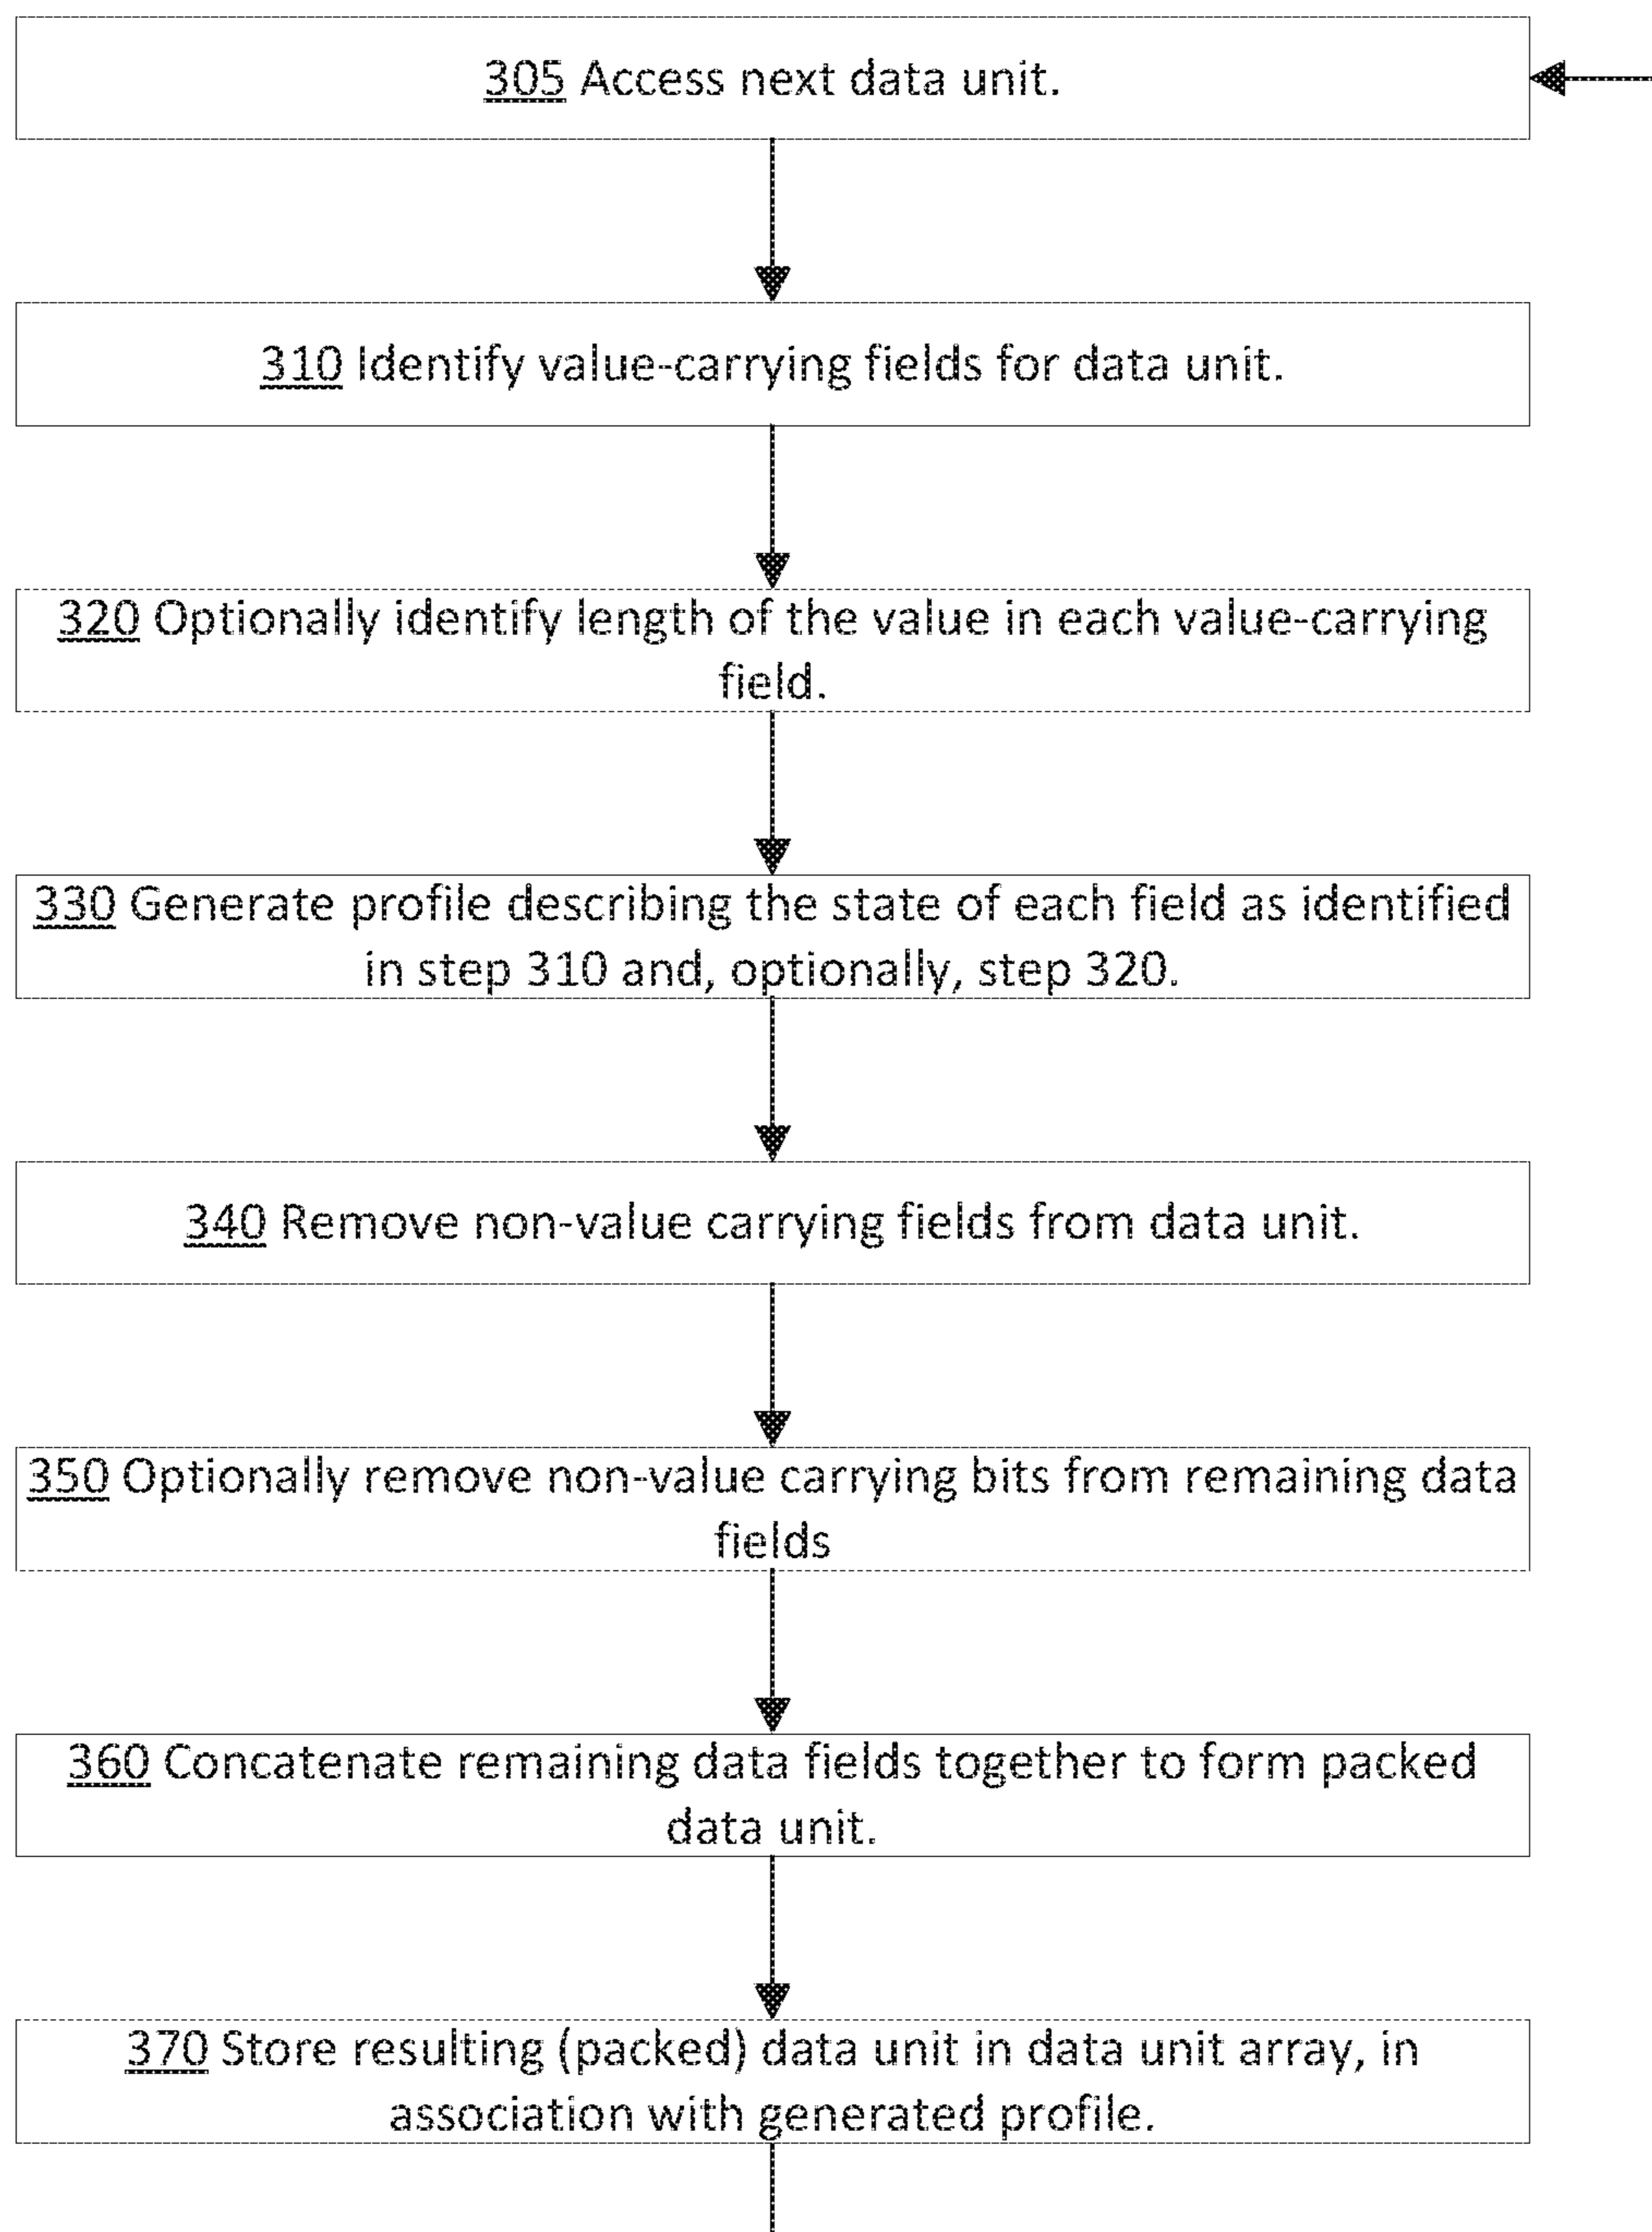 305 Access next data unit.
310 Identify value-carrying fields for data unit.
320 Optionally identify length of the value in each value-carrying
field.
330 Generate profile describing the state of each field as identified
in step 310 and, optionally, step 320.
340 Remove non-value carrying fields from data unit.
350 Optionally remove non-value carrying bits from remaining data
fields
360 Concatenate remaining data fields together to form packed
data unit.
370 Store resulting (packed) data unit in data unit array, in
association with generated profile.